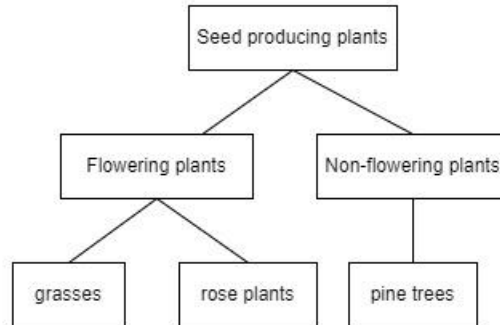 Seed producing plants
Flowering plants
Non-flowering plants
grasses
rose plants
pine trees